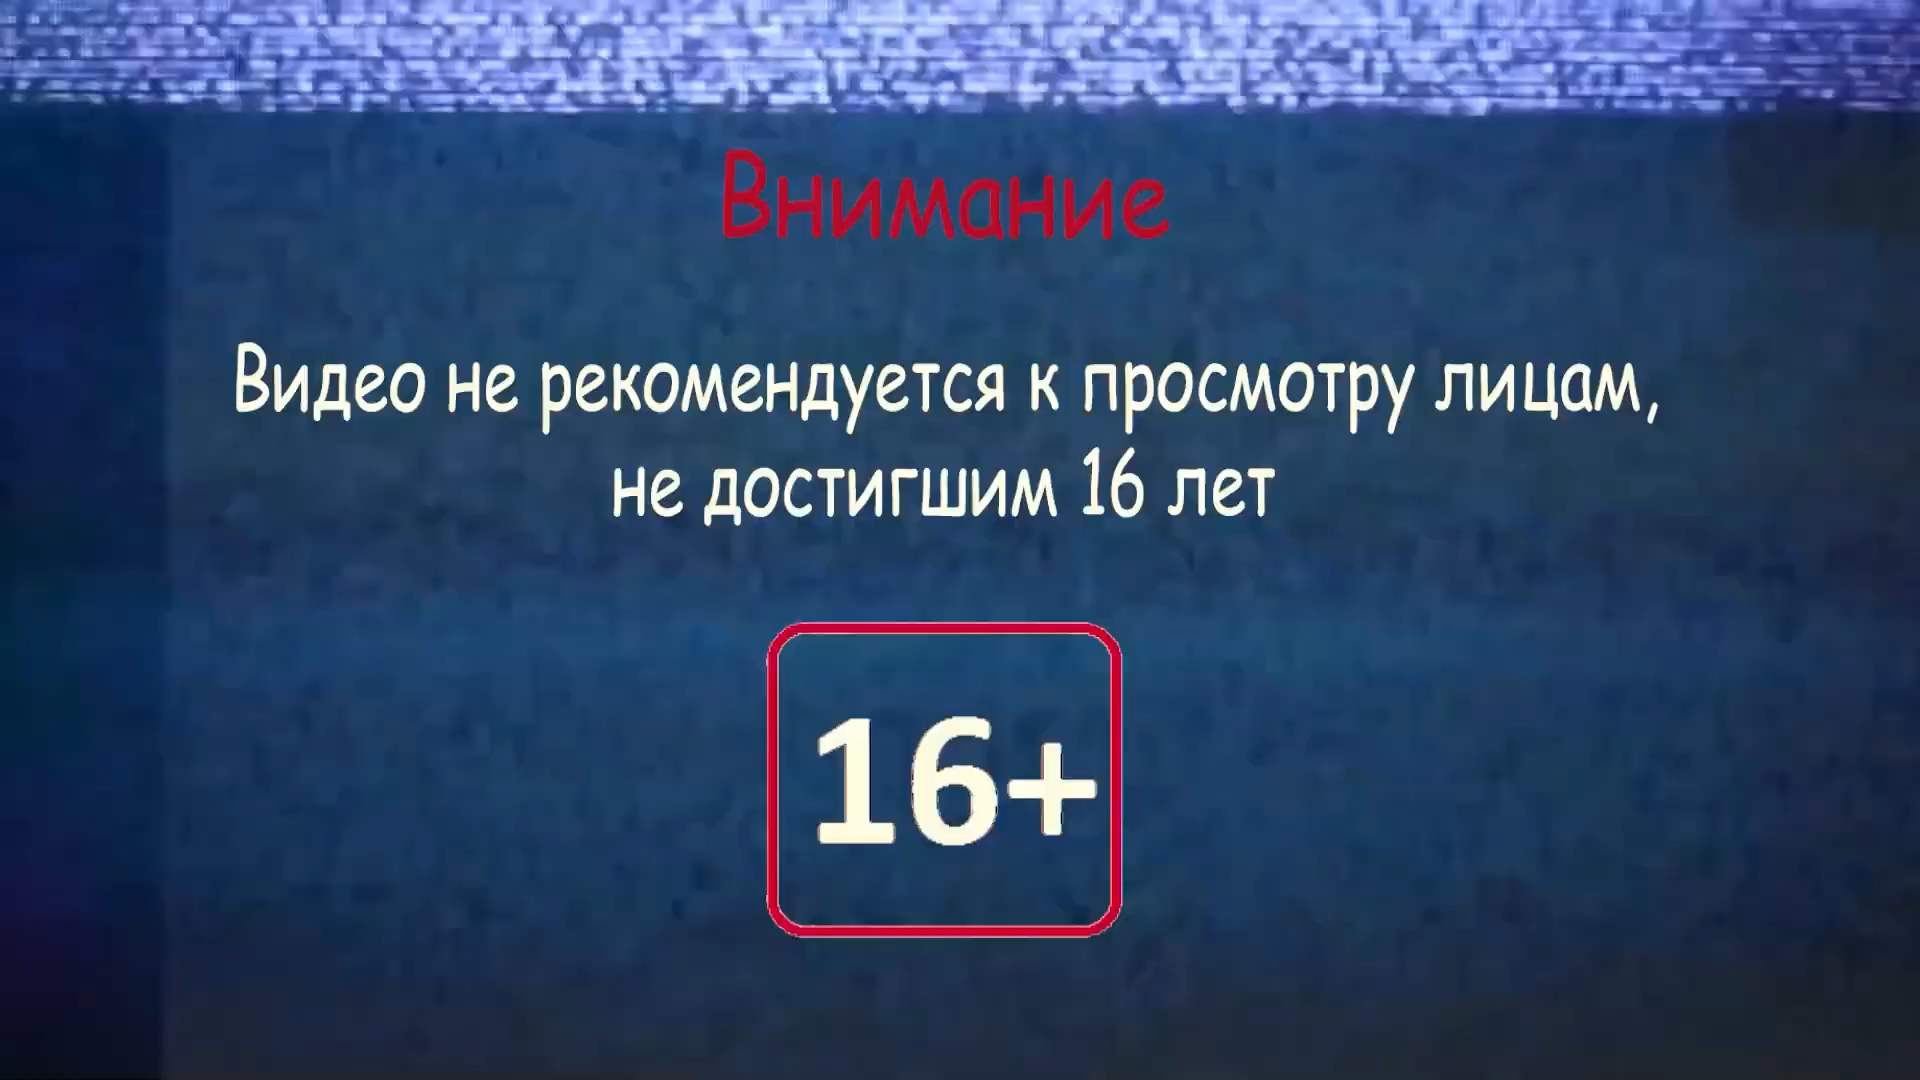 Внимание
Видео не рекомендуется к просмотру лицам,
не достигшим 16 лет
16+